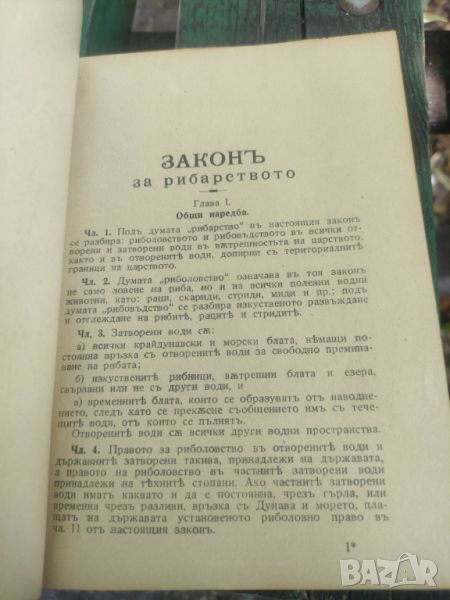 ЗАКОНЪ
за рибарството
Глава I.
Общи наредба.
Чл. 1. Подъ думата „рибарство“ въ настоящия законъ
се разбира: риболовството и рибовъдството въ всички от-
ворени и затворени води въ вѫтрешностьта на царството,
както и въ отворенитѣ води, допирни съ териториалнитѣ
граници на царството.
Чл. 2. Думата „риболовство“ означава въ тоя законъ
не само ловене на риба, но и на всички полезни водни
животни, като: раци, скариди, стриди, миди и пр.; подъ
думата „рибовъдство“ се разбира изкуственото развъждане
и отглеждане на рибитѣ, рацитѣ и стридитѣ.
Чл. 3. Затворени води сѫ:
а) всички крайдунавски и морски блата, нѣмащи по-
стоянна връзка съ отворенитѣ води за свободно премина-
ване на рибата;
б) изкуственитѣ рибници, вѫтрешни блата и езера,
свързани или не съ други води, и
в) временнитѣ блата, които се образуватъ отъ наводне-
нието, следъ като се прекѫсне съобщението имъ съ тече-
щитѣ води, отъ които се пълнятъ.
Отворенитѣ води сѫ всички други водни пространства.
Чл. 4. Правото за риболовство въ отворенитѣ води и
държавнитѣ затворени такива, принадлежи на държавата,
а правото на риболовство въ частнитѣ затворени води
принадлежи на тѣхнитѣ стопани. Ако частнитѣ затворени
води иматъ каквато и да е постоянна, чрезъ гърла, или
временна чрезъ разливи, връзка съ Дунава и морето, пла-
щатъ на държавата установеното риболовно право въ
чл. 11 отъ настоящия законъ.
1*
bazar.bg